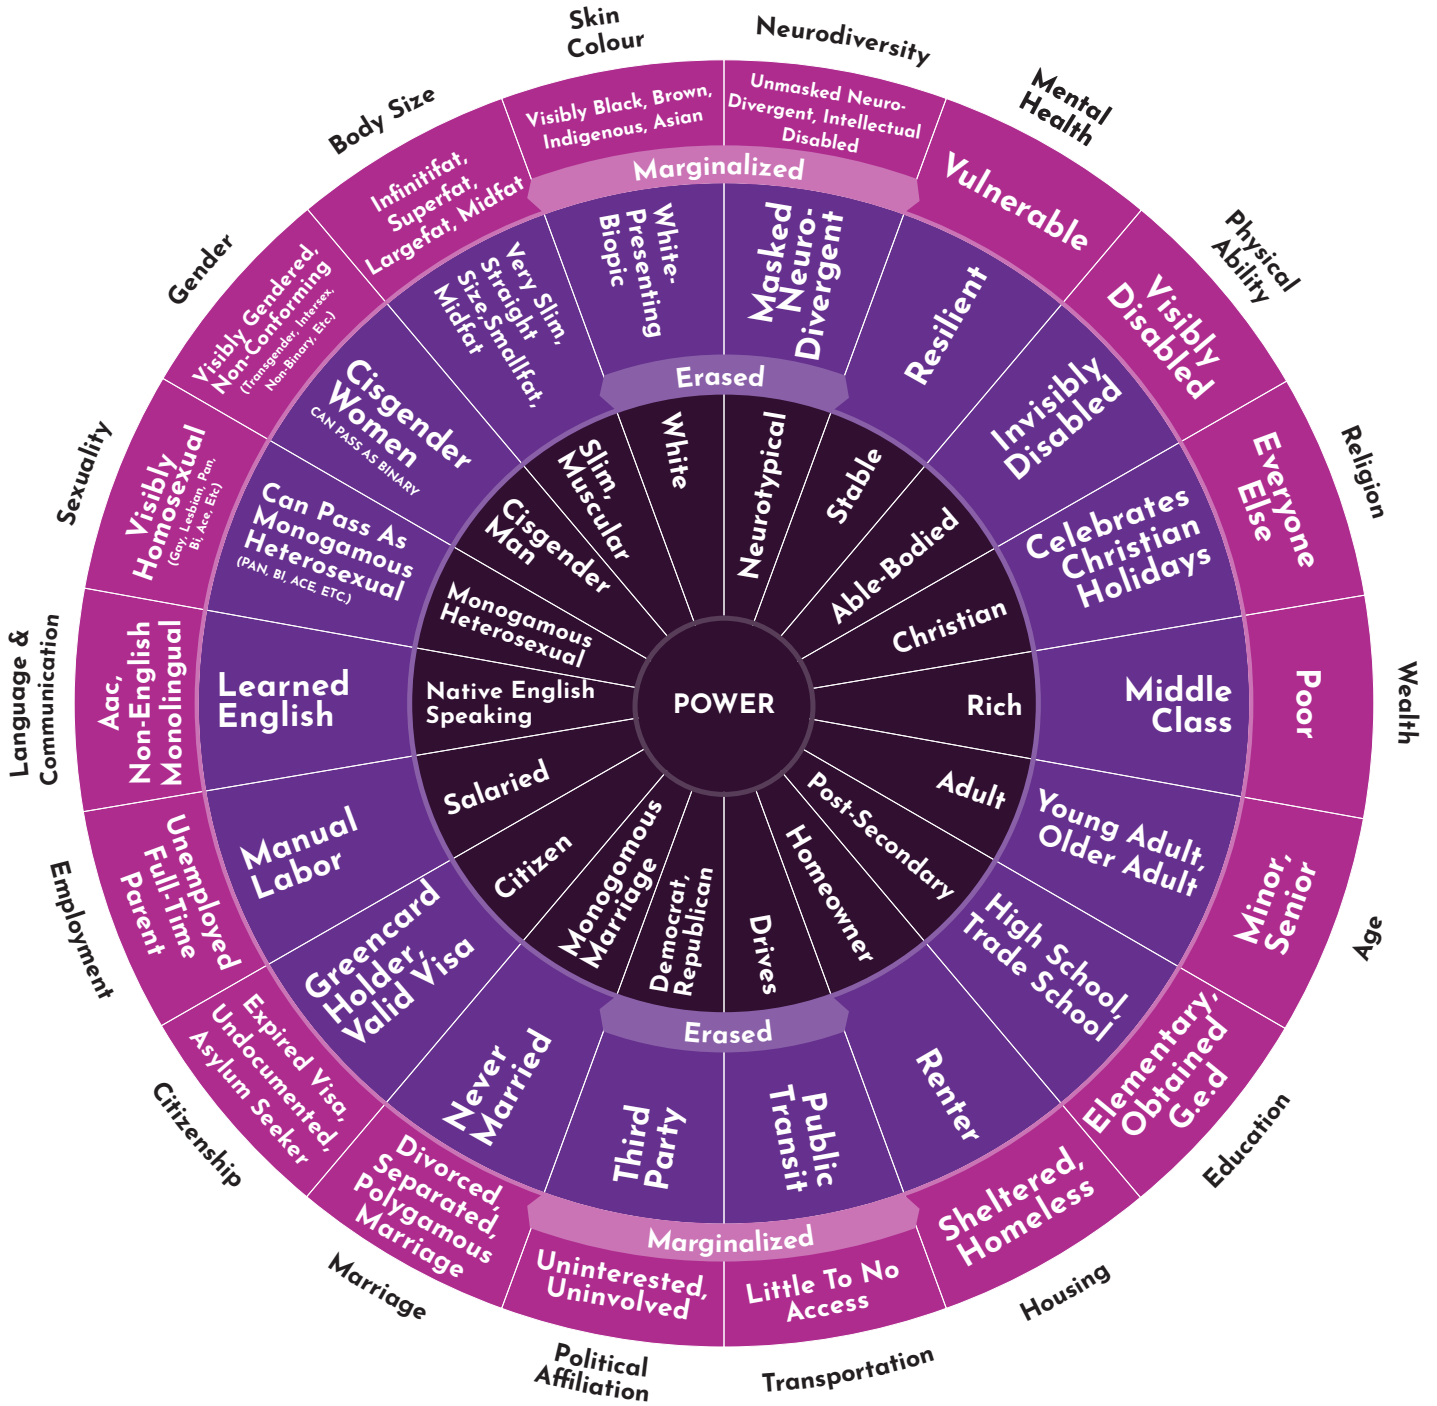 Skin
Colour
Neurodiversity
Mental
Health
Physical
Ability
Religion
Wealth
Age
Education
Housing
Transportation
Political
Affiliation
Marriage
Citizenship
Employment
Language &
Communication
Sexuality
Gender
Body Size
Visibly Black, Brown,
Indigenous, Asian
Unmasked Neuro-
Divergent, Intellectual
Disabled
Vulnerable
Visibly
Disabled
Everyone
Else
Poor
Minor,
Senior
Elementary,
Obtained
G.e.d
Sheltered,
Homeless
Little To No
Access
Uninterested,
Uninvolved
Divorced,
Separated,
Polygamous
Marriage
Expired Visa,
Undocumented,
Asylum Seeker
Unemployed
Full-Time
Parent
Aac,
Non-English
Monolingual
Visibly
Homosexual
(Gay, Lesbian, Pan,
Bi, Ace, Etc)
Visibly Gendered,
Non-Conforming
(Transgender, Intersex,
Non-Binary, Etc.)
Infinitifat,
Superfat,
Largefat, Midfat
Marginalized
White-
Presenting
Biopic
Masked
Neuro-
Divergent
Resilient
Invisibly
Disabled
Celebrates
Christian
Holidays
Middle
Class
Young Adult,
Older Adult
High School,
Trade School
Renter
Public
Transit
Third
Party
Never
Married
Greencard
Holder,
Valid Visa
Manual
Labor
Learned
English
Can Pass As
Monogamous
Heterosexual
(PAN, BI, ACE, ETC.)
Cisgender
Women
CAN PASS AS BINARY
Very Slim,
Straight
Size,Smallfat,
Midfat
Erased
White
Neurotypical
Stable
Able-Bodied
Christian
Rich
Adult
Post-Secondary
Homeowner
Drives
Democrat,
Republican
Monogomous
Marriage
Citizen
Salaried
Native English
Speaking
Monogamous
Heterosexual
Cisgender
Man
Slim,
Muscular
POWER
Erased
Marginalized